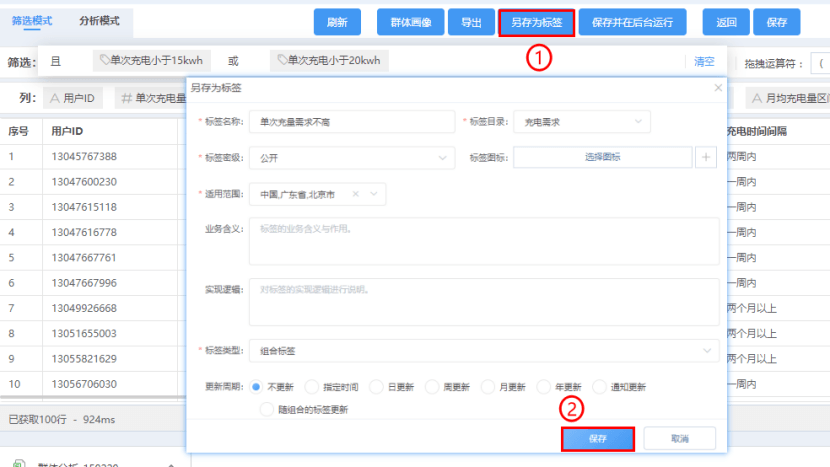 筛选模式 分析模式 刷新 群体画像 导出 另存为标签 保存并在后台运行 返回 保存
1
筛选: 且 单次充电小于15kwh 或 单次充电小于20kwh 清空 拖拽运算符: (
列: A 用户ID # 单次充电量 A 月均充电量区间
另存为标签
* 标签名称: 单次充量需求不高 * 标签目录: 充电需求
* 标签密级: 公开 标签图标: 选择图标 +
* 适用范围: 中国,广东省,北京市
业务含义: 标签的业务含义与作用。
实现逻辑: 对标签的实现逻辑进行说明。
* 标签类型: 组合标签
更新周期: 不更新 指定时间 日更新 周更新 月更新 年更新 通知更新
随组合的标签更新
2
保存 取消
序号 用户ID 充电时间间隔
1 13045767388 两周内
2 13047600230 一周内
3 13047615118 一周内
4 13047616778 一周内
5 13047667761 一周内
6 13047667996 一周内
7 13049926668 两个月以上
8 13051655003 两个月以上
9 13055821629 两个月以上
10 13056706030 一周内
已获取100行 - 924ms